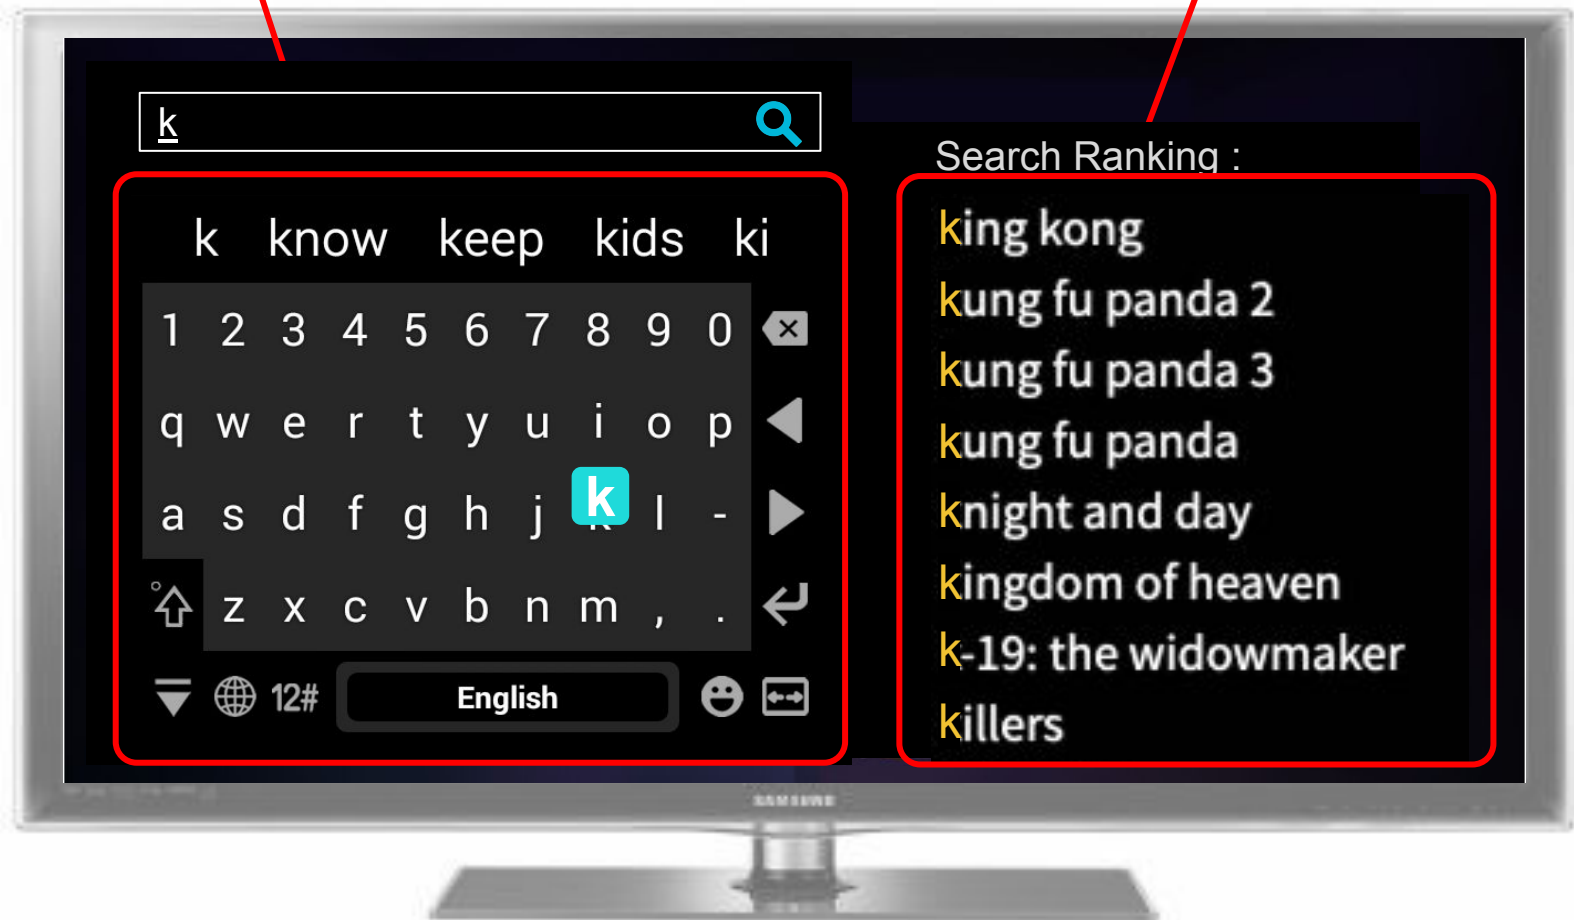 k
k know keep kids ki
1 2 3 4 5 6 7 8 9 0
q w e r t y u i o p
a s d f g h j k l -
z x c v b n m , .
12# English
Search Ranking :
king kong
kung fu panda 2
kung fu panda 3
kung fu panda
knight and day
kingdom of heaven
k-19: the widowmaker
killers
SAMSUNG